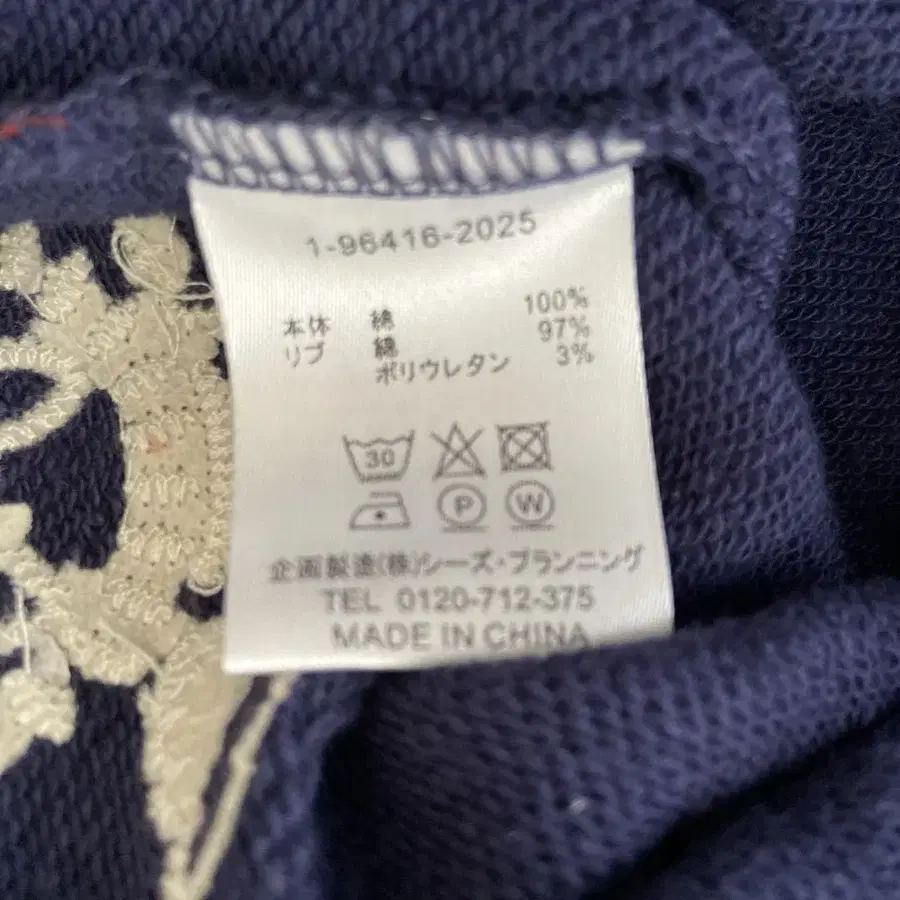 1-96416-2025
本体 綿 100%
リブ 綿 97%
ポリウレタン 3%
30
P W
企画製造(株)シーズ・プランニング
TEL 0120-712-375
MADE IN CHINA